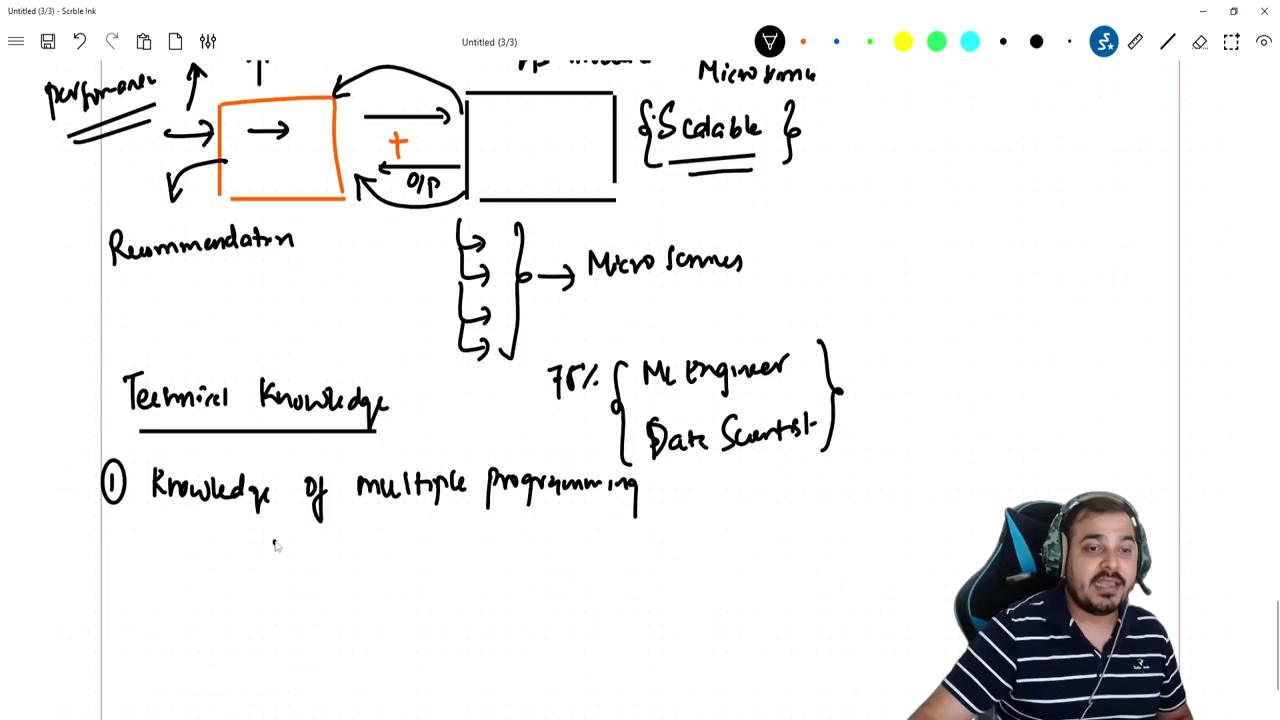 Untitled (3/3) - Scrble Ink
Untitled (3/3)
performance
Microservice
{Scalable}
+
O/P
Recommendation
Micro Services
75% { ML Engineer
Data Scientist }
Technical Knowledge
① Knowledge of multiple programming